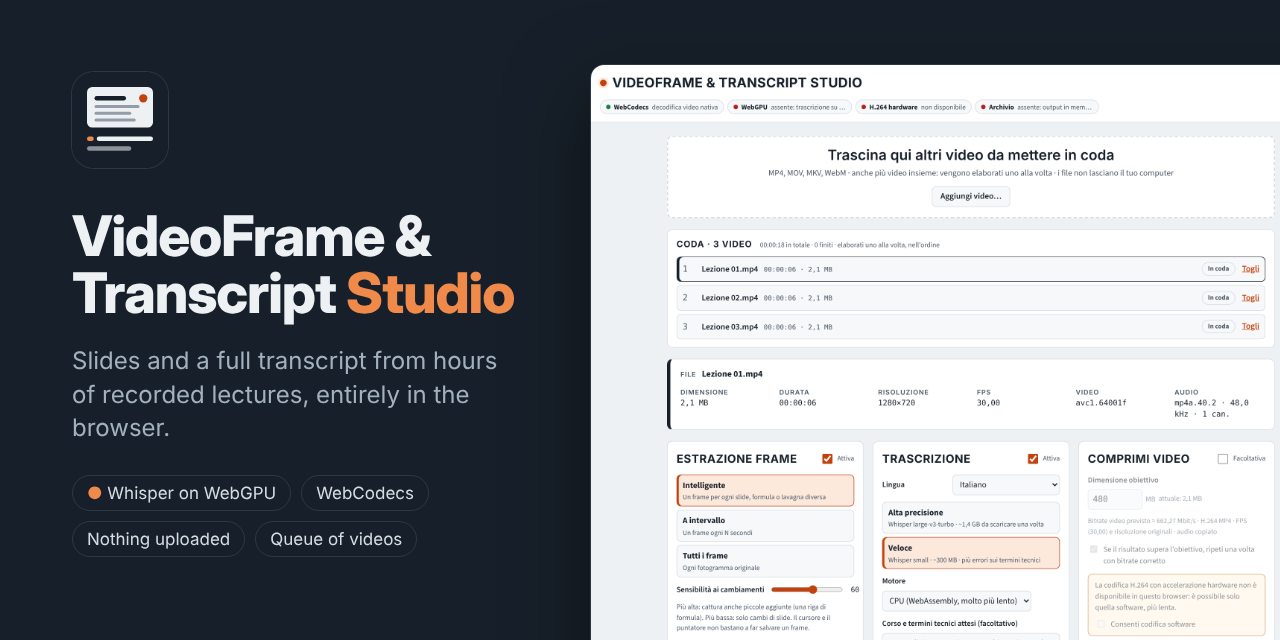 VideoFrame &
Transcript Studio
Slides and a full transcript from hours
of recorded lectures, entirely in the
browser.
Whisper on WebGPU
WebCodecs
Nothing uploaded
Queue of videos
VIDEOFRAME & TRANSCRIPT STUDIO
WebCodecs decodifica video nativa
WebGPU assente: trascrizione su ...
H.264 hardware non disponibile
Archivio assente: output in mem...
Trascina qui altri video da mettere in coda
MP4, MOV, MKV, WebM · anche più video insieme: vengono elaborati uno alla volta · i file non lasciano il tuo computer
Aggiungi video...
CODA · 3 VIDEO 00:00:18 in totale · 0 finiti · elaborati uno alla volta, nell'ordine
1 Lezione 01.mp4 00:00:06 · 2,1 MB In coda Togli
2 Lezione 02.mp4 00:00:06 · 2,1 MB In coda Togli
3 Lezione 03.mp4 00:00:06 · 2,1 MB In coda Togli
FILE Lezione 01.mp4
DIMENSIONE DURATA RISOLUZIONE FPS VIDEO AUDIO
2,1 MB 00:00:06 1280×720 30,00 avc1.64001f mp4a.40.2 · 48,0
kHz · 1 can.
ESTRAZIONE FRAME Attiva
Intelligente
Un frame per ogni slide, formula o lavagna diversa
A intervallo
Un frame ogni N secondi
Tutti i frame
Ogni fotogramma originale
Sensibilità ai cambiamenti 60
Più alta: cattura anche piccole aggiunte (una riga di
formula). Più bassa: solo cambi di slide. Il cursore e il
puntatore non bastano a far salvare un frame.
TRASCRIZIONE Attiva
Lingua Italiano
Alta precisione
Whisper large-v3-turbo · ~1,4 GB da scaricare una volta
Veloce
Whisper small · ~300 MB · più errori sui termini tecnici
Motore
CPU (WebAssembly, molto più lento)
Corso e termini tecnici attesi (facoltativo)
COMPRIMI VIDEO Facoltativa
Dimensione obiettivo
480 MB attuale: 2,1 MB
Bitrate video previsto ≈ 662,27 Mbit/s · H.264 MP4 · FPS
(30,00) e risoluzione originali · audio copiato
Se il risultato supera l'obiettivo, ripeti una volta
con bitrate corretto
La codifica H.264 con accelerazione hardware non è
disponibile in questo browser: è possibile solo
quella software, più lenta.
Consenti codifica software